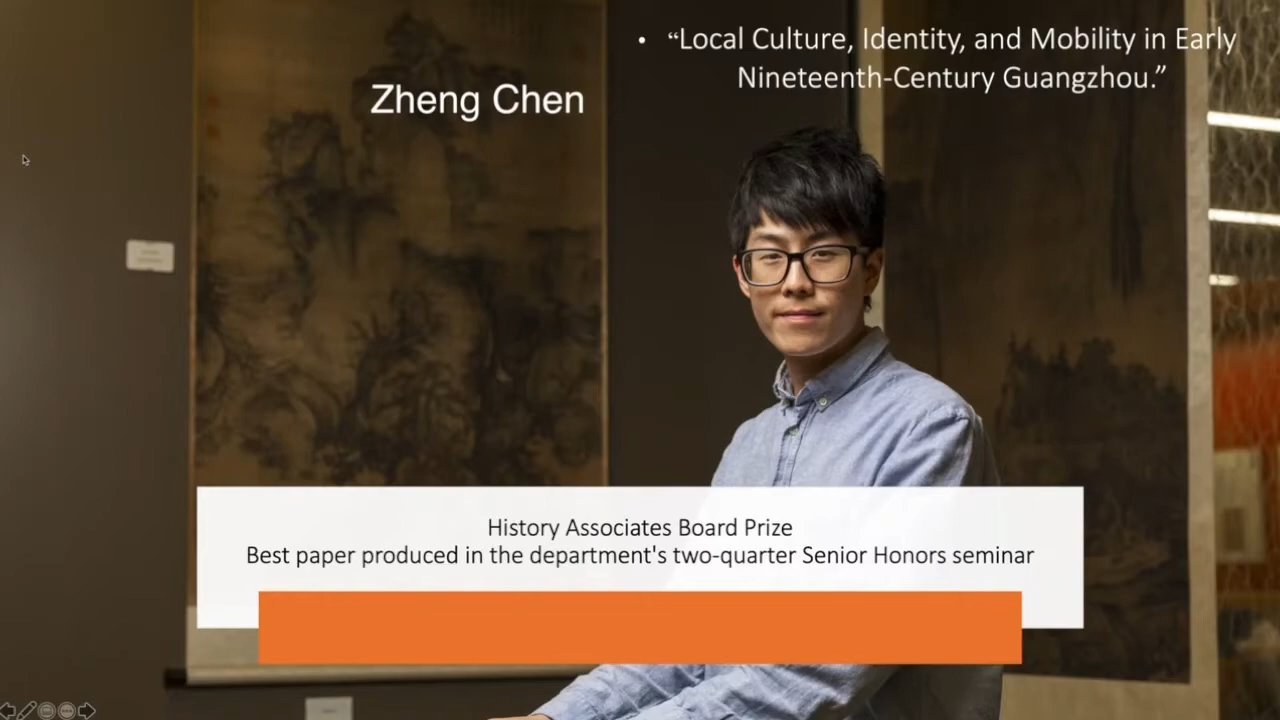 • “Local Culture, Identity, and Mobility in Early
Nineteenth-Century Guangzhou.”
Zheng Chen
History Associates Board Prize
Best paper produced in the department's two-quarter Senior Honors seminar